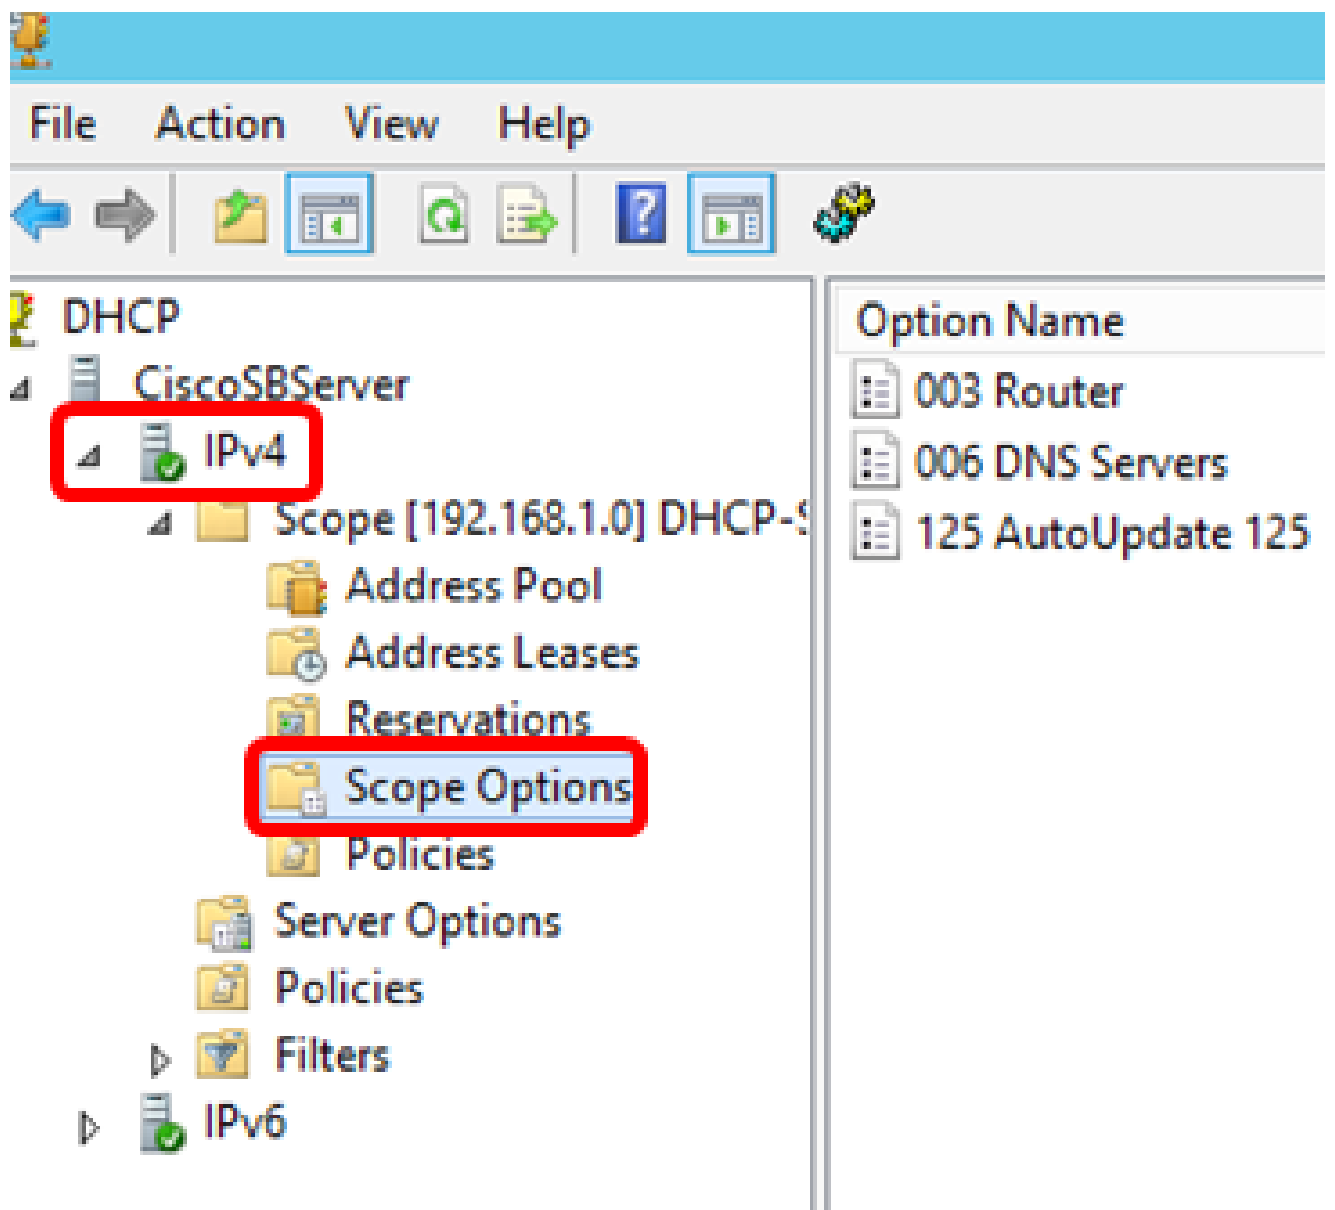 File Action View Help
DHCP
CiscoSBServer
IPv4
Scope [192.168.1.0] DHCP-S
Address Pool
Address Leases
Reservations
Scope Options
Policies
Server Options
Policies
Filters
IPv6
Option Name
003 Router
006 DNS Servers
125 AutoUpdate 125